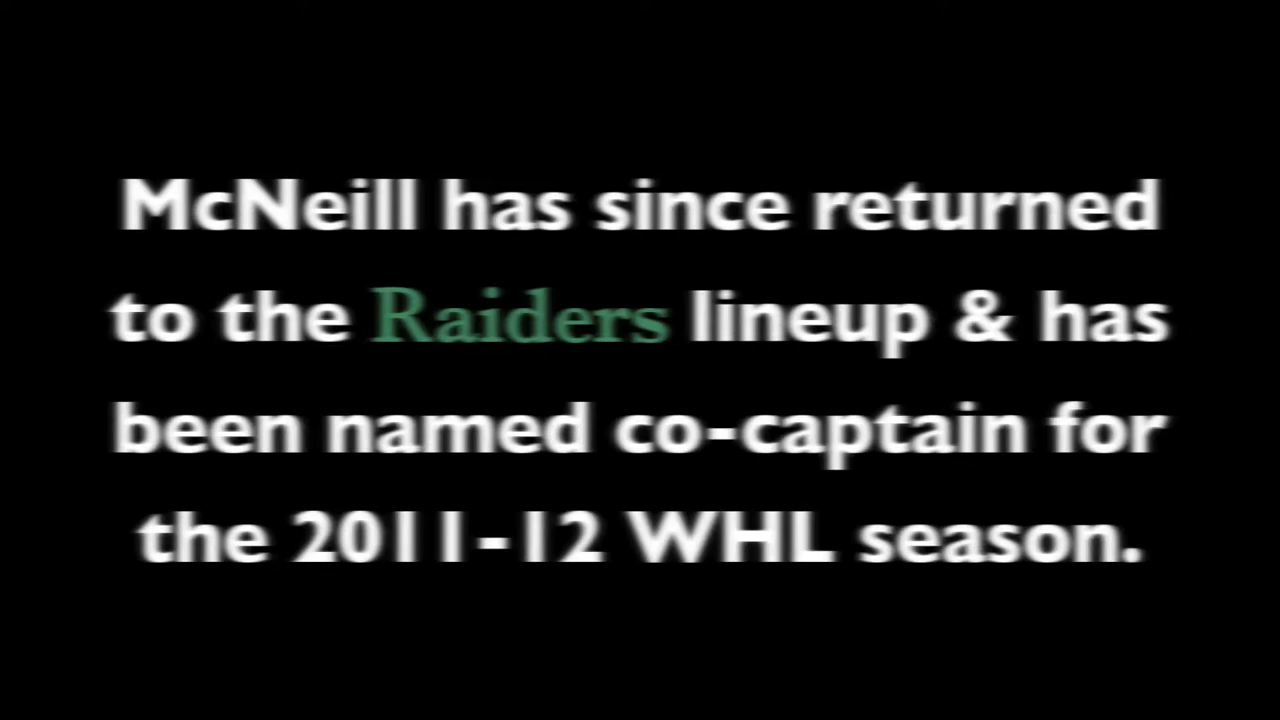 McNeill has since returned
to the Raiders lineup & has
been named co-captain for
the 2011-12 WHL season.